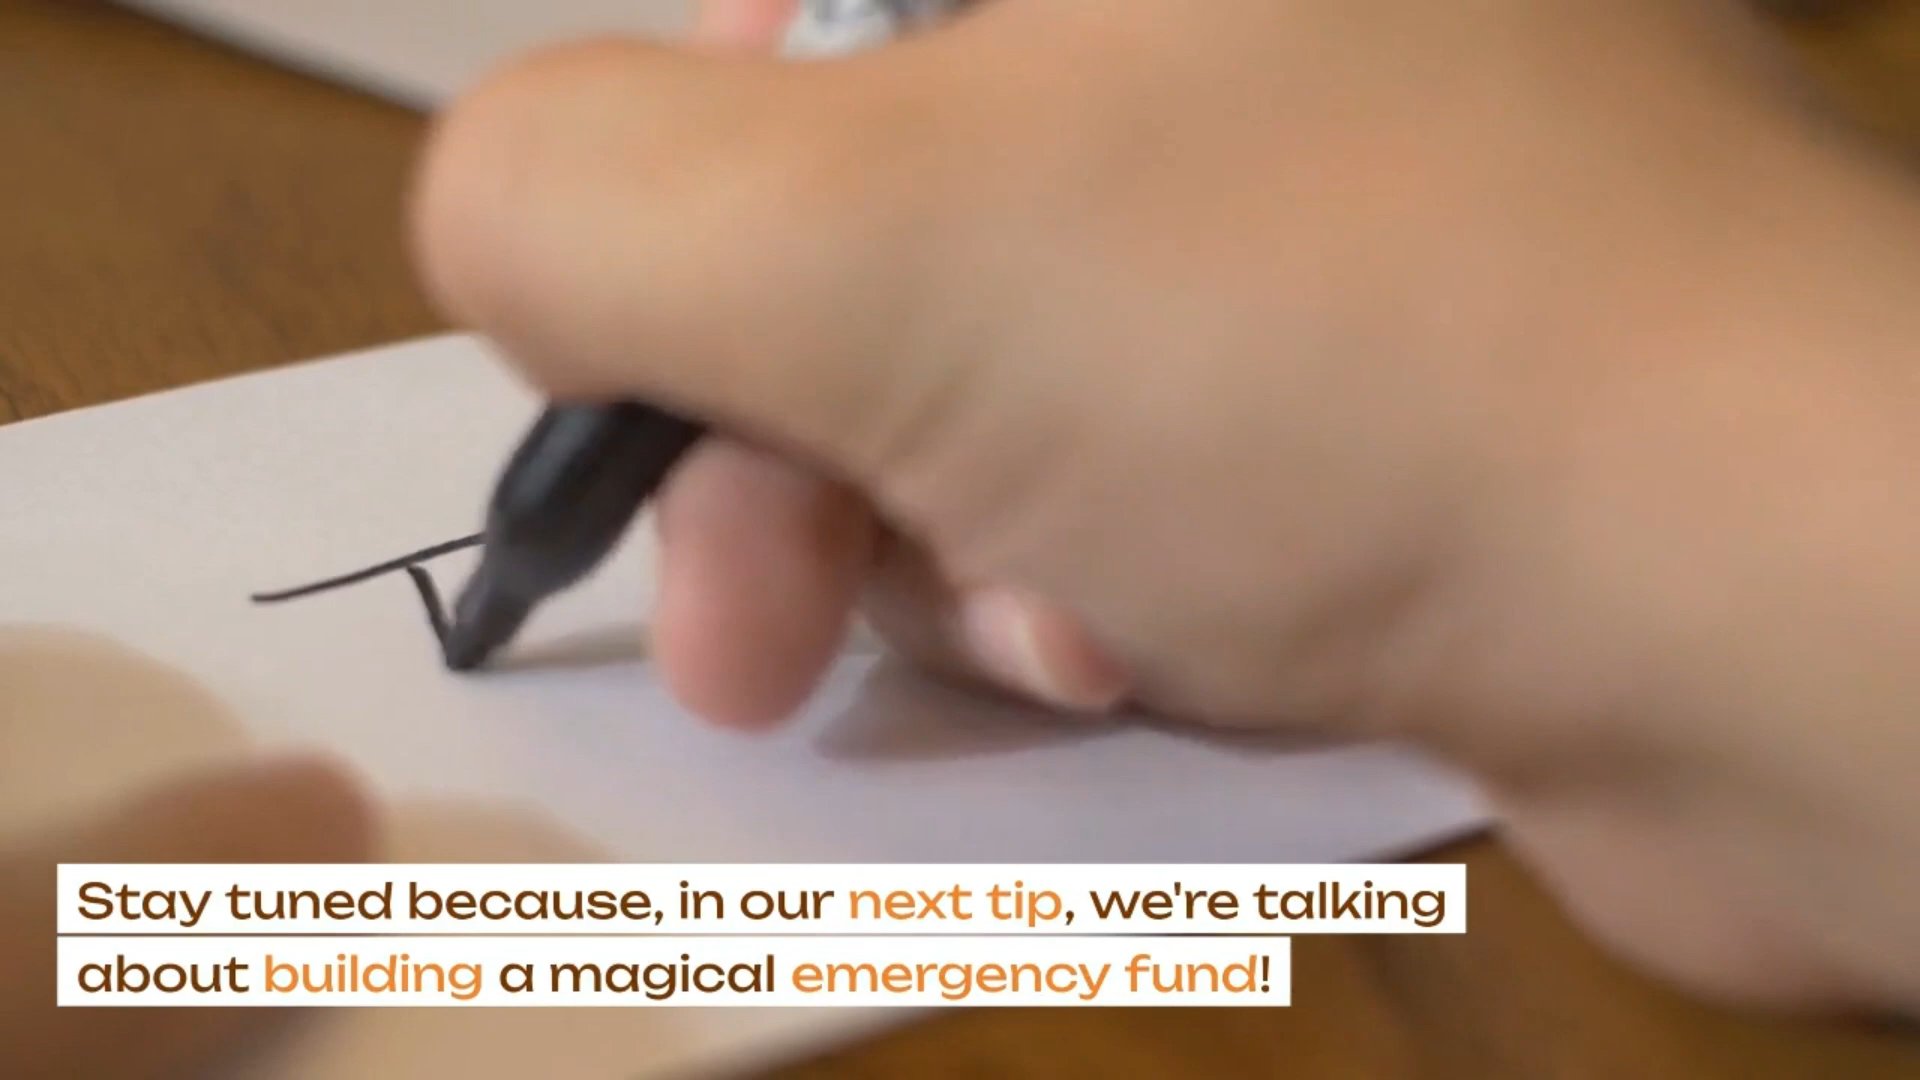 Stay tuned because, in our next tip, we're talking
about building a magical emergency fund!